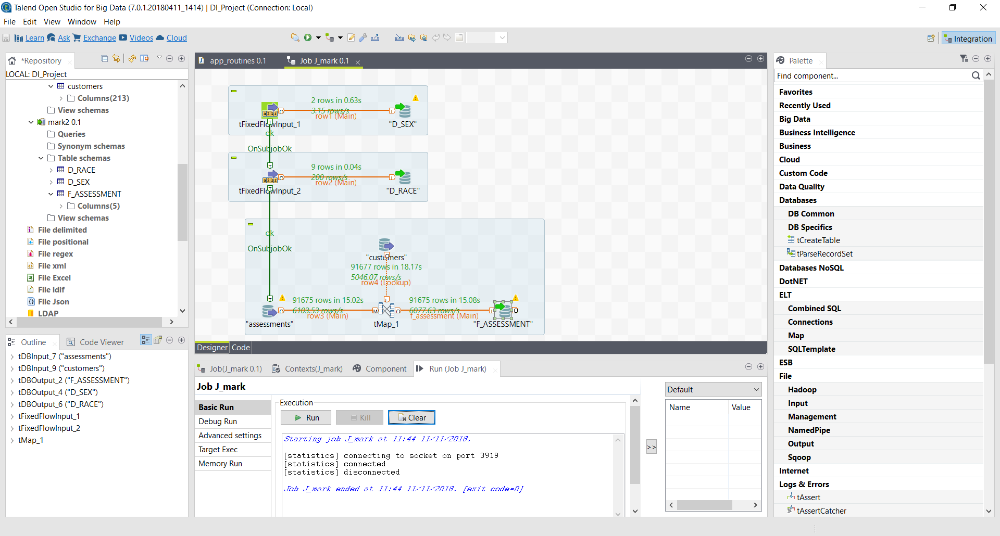 Talend Open Studio for Big Data (7.0.1.20180411_1414) | DI_Project (Connection: Local)
File Edit View Window Help
Learn Ask Exchange Videos Cloud
Integration
*Repository
LOCAL: DI_Project
customers
Columns(213)
View schemas
mark2 0.1
Queries
Synonym schemas
Table schemas
D_RACE
D_SEX
F_ASSESSMENT
Columns(5)
View schemas
File delimited
File positional
File regex
File xml
File Excel
File ldif
File Json
LDAP
Outline Code Viewer
tDBInput_7 ("assessments")
tDBInput_9 ("customers")
tDBOutput_2 ("F_ASSESSMENT")
tDBOutput_4 ("D_SEX")
tDBOutput_6 ("D_RACE")
tFixedFlowInput_1
tFixedFlowInput_2
tMap_1
app_routines 0.1 Job J_mark 0.1
2 rows in 0.63s
3.15 rows/s
row1 (Main)
tFixedFlowInput_1 "D_SEX"
ok
OnSubjobOk
9 rows in 0.04s
200 rows/s
row2 (Main)
tFixedFlowInput_2 "D_RACE"
ok
OnSubjobOk
"customers"
91677 rows in 18.17s
5046.07 rows/s
row4 (Lookup)
91675 rows in 15.02s 91675 rows in 15.08s
6103.53 rows/s 6077.63 rows/s
row3 (Main) f_assessment (Main)
"assessments" tMap_1 "F_ASSESSMENT"
Designer Code
Job(J_mark 0.1) Contexts(J_mark) Component Run (Job J_mark)
Job J_mark
Basic Run
Debug Run
Advanced settings
Target Exec
Memory Run
Execution
Run Kill Clear
Starting job J_mark at 11:44 11/11/2018.
[statistics] connecting to socket on port 3919
[statistics] connected
[statistics] disconnected
Job J_mark ended at 11:44 11/11/2018. [exit code=0]
>>
Default
Name Value
Palette
Find component...
Favorites
Recently Used
Big Data
Business Intelligence
Business
Cloud
Custom Code
Data Quality
Databases
DB Common
DB Specifics
tCreateTable
tParseRecordSet
Databases NoSQL
DotNET
ELT
Combined SQL
Connections
Map
SQLTemplate
ESB
File
Hadoop
Input
Management
NamedPipe
Output
Sqoop
Internet
Logs & Errors
tAssert
tAssertCatcher